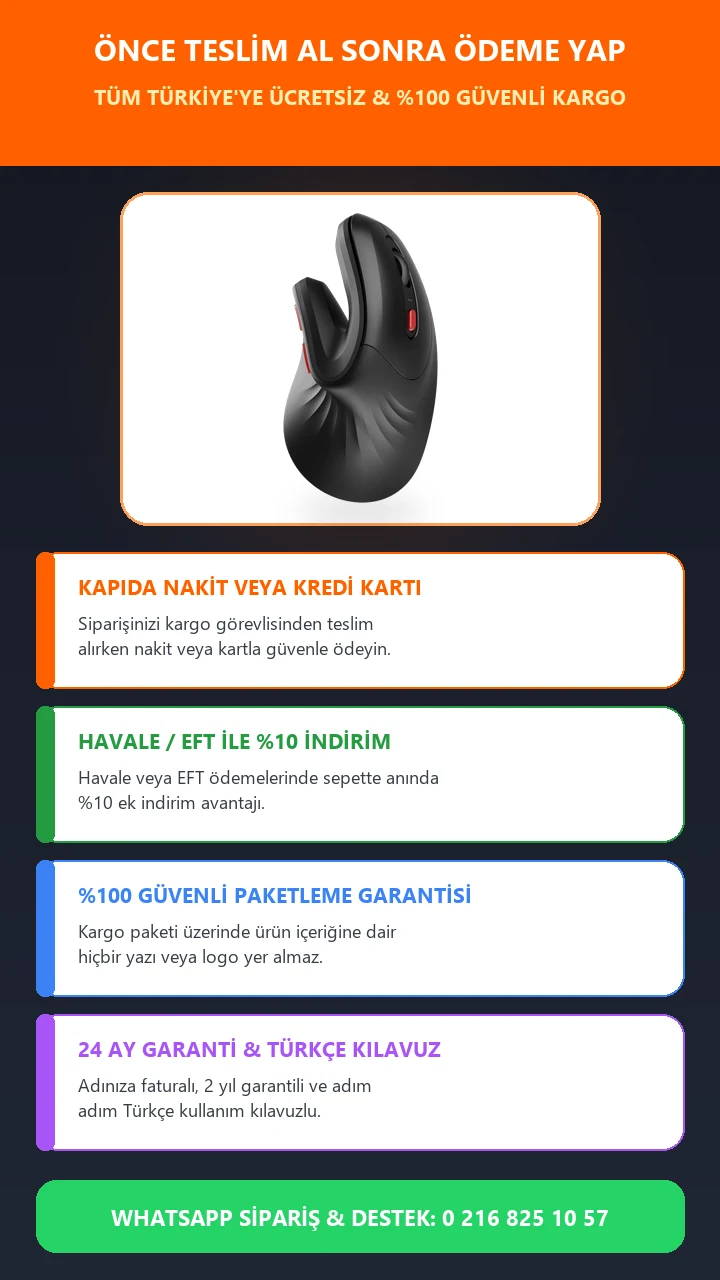 ÖNCE TESLİM AL SONRA ÖDEME YAP
TÜM TÜRKİYE'YE ÜCRETSİZ & %100 GÜVENLİ KARGO
KAPIDA NAKİT VEYA KREDİ KARTI
Siparişinizi kargo görevlisinden teslim
alırken nakit veya kartla güvenle ödeyin.
HAVALE / EFT İLE %10 İNDİRİM
Havale veya EFT ödemelerinde sepette anında
%10 ek indirim avantajı.
%100 GÜVENLİ PAKETLEME GARANTİSİ
Kargo paketi üzerinde ürün içeriğine dair
hiçbir yazı veya logo yer almaz.
24 AY GARANTİ & TÜRKÇE KILAVUZ
Adınıza faturalı, 2 yıl garantili ve adım
adım Türkçe kullanım kılavuzlu.
WHATSAPP SİPARİŞ & DESTEK: 0 216 825 10 57